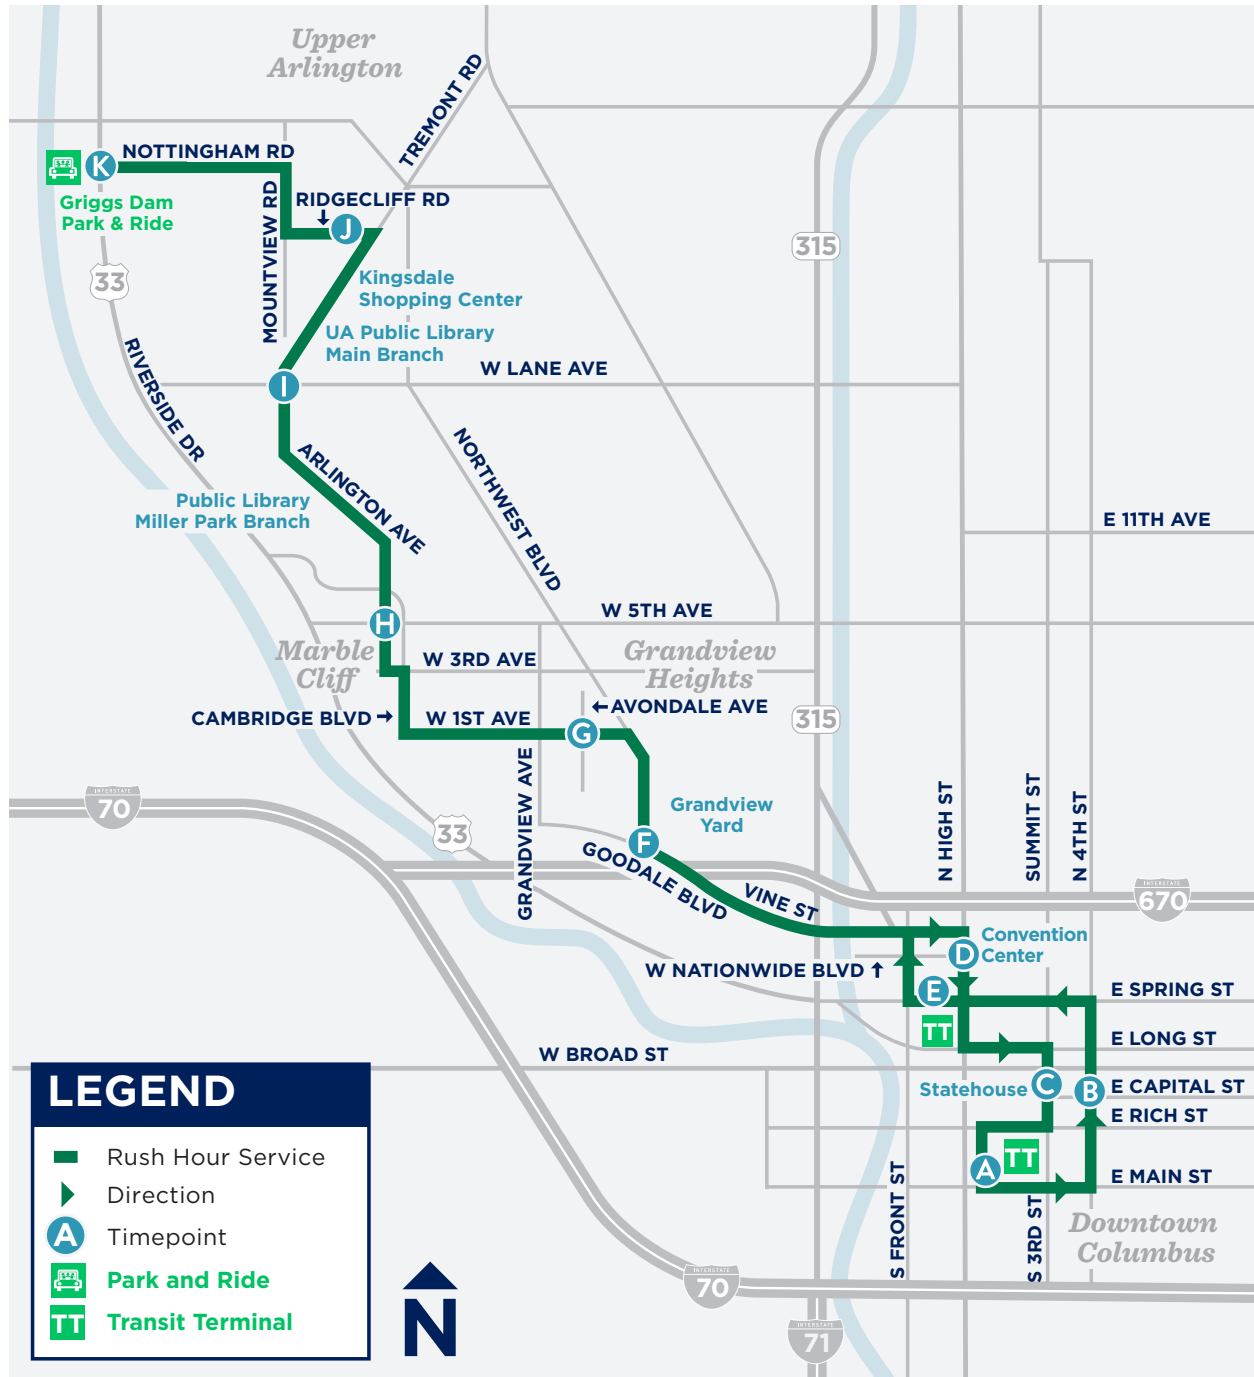 Upper
Arlington
TREMONT RD
NOTTINGHAM RD
K
Griggs Dam
Park & Ride
MOUNTVIEW RD
RIDGECLIFF RD
J
315
33
Kingsdale
Shopping Center
UA Public Library
Main Branch
RIVERSIDE DR
W LANE AVE
I
ARLINGTON AVE
NORTHWEST BLVD
Public Library
Miller Park Branch
E 11TH AVE
W 5TH AVE
H
Marble
Cliff
W 3RD AVE
Grandview
Heights
CAMBRIDGE BLVD
W 1ST AVE
AVONDALE AVE
G
315
GRANDVIEW AVE
INTERSTATE
70
33
Grandview
Yard
F
GOODALE BLVD
VINE ST
N HIGH ST
SUMMIT ST
N 4TH ST
INTERSTATE
670
Convention
Center
D
W NATIONWIDE BLVD
E
TT
E SPRING ST
E LONG ST
W BROAD ST
Statehouse
C
B
E CAPITAL ST
E RICH ST
A
TT
E MAIN ST
S FRONT ST
S 3RD ST
Downtown
Columbus
INTERSTATE
70
INTERSTATE
71
LEGEND
Rush Hour Service
Direction
A
Timepoint
Park and Ride
TT
Transit Terminal
N